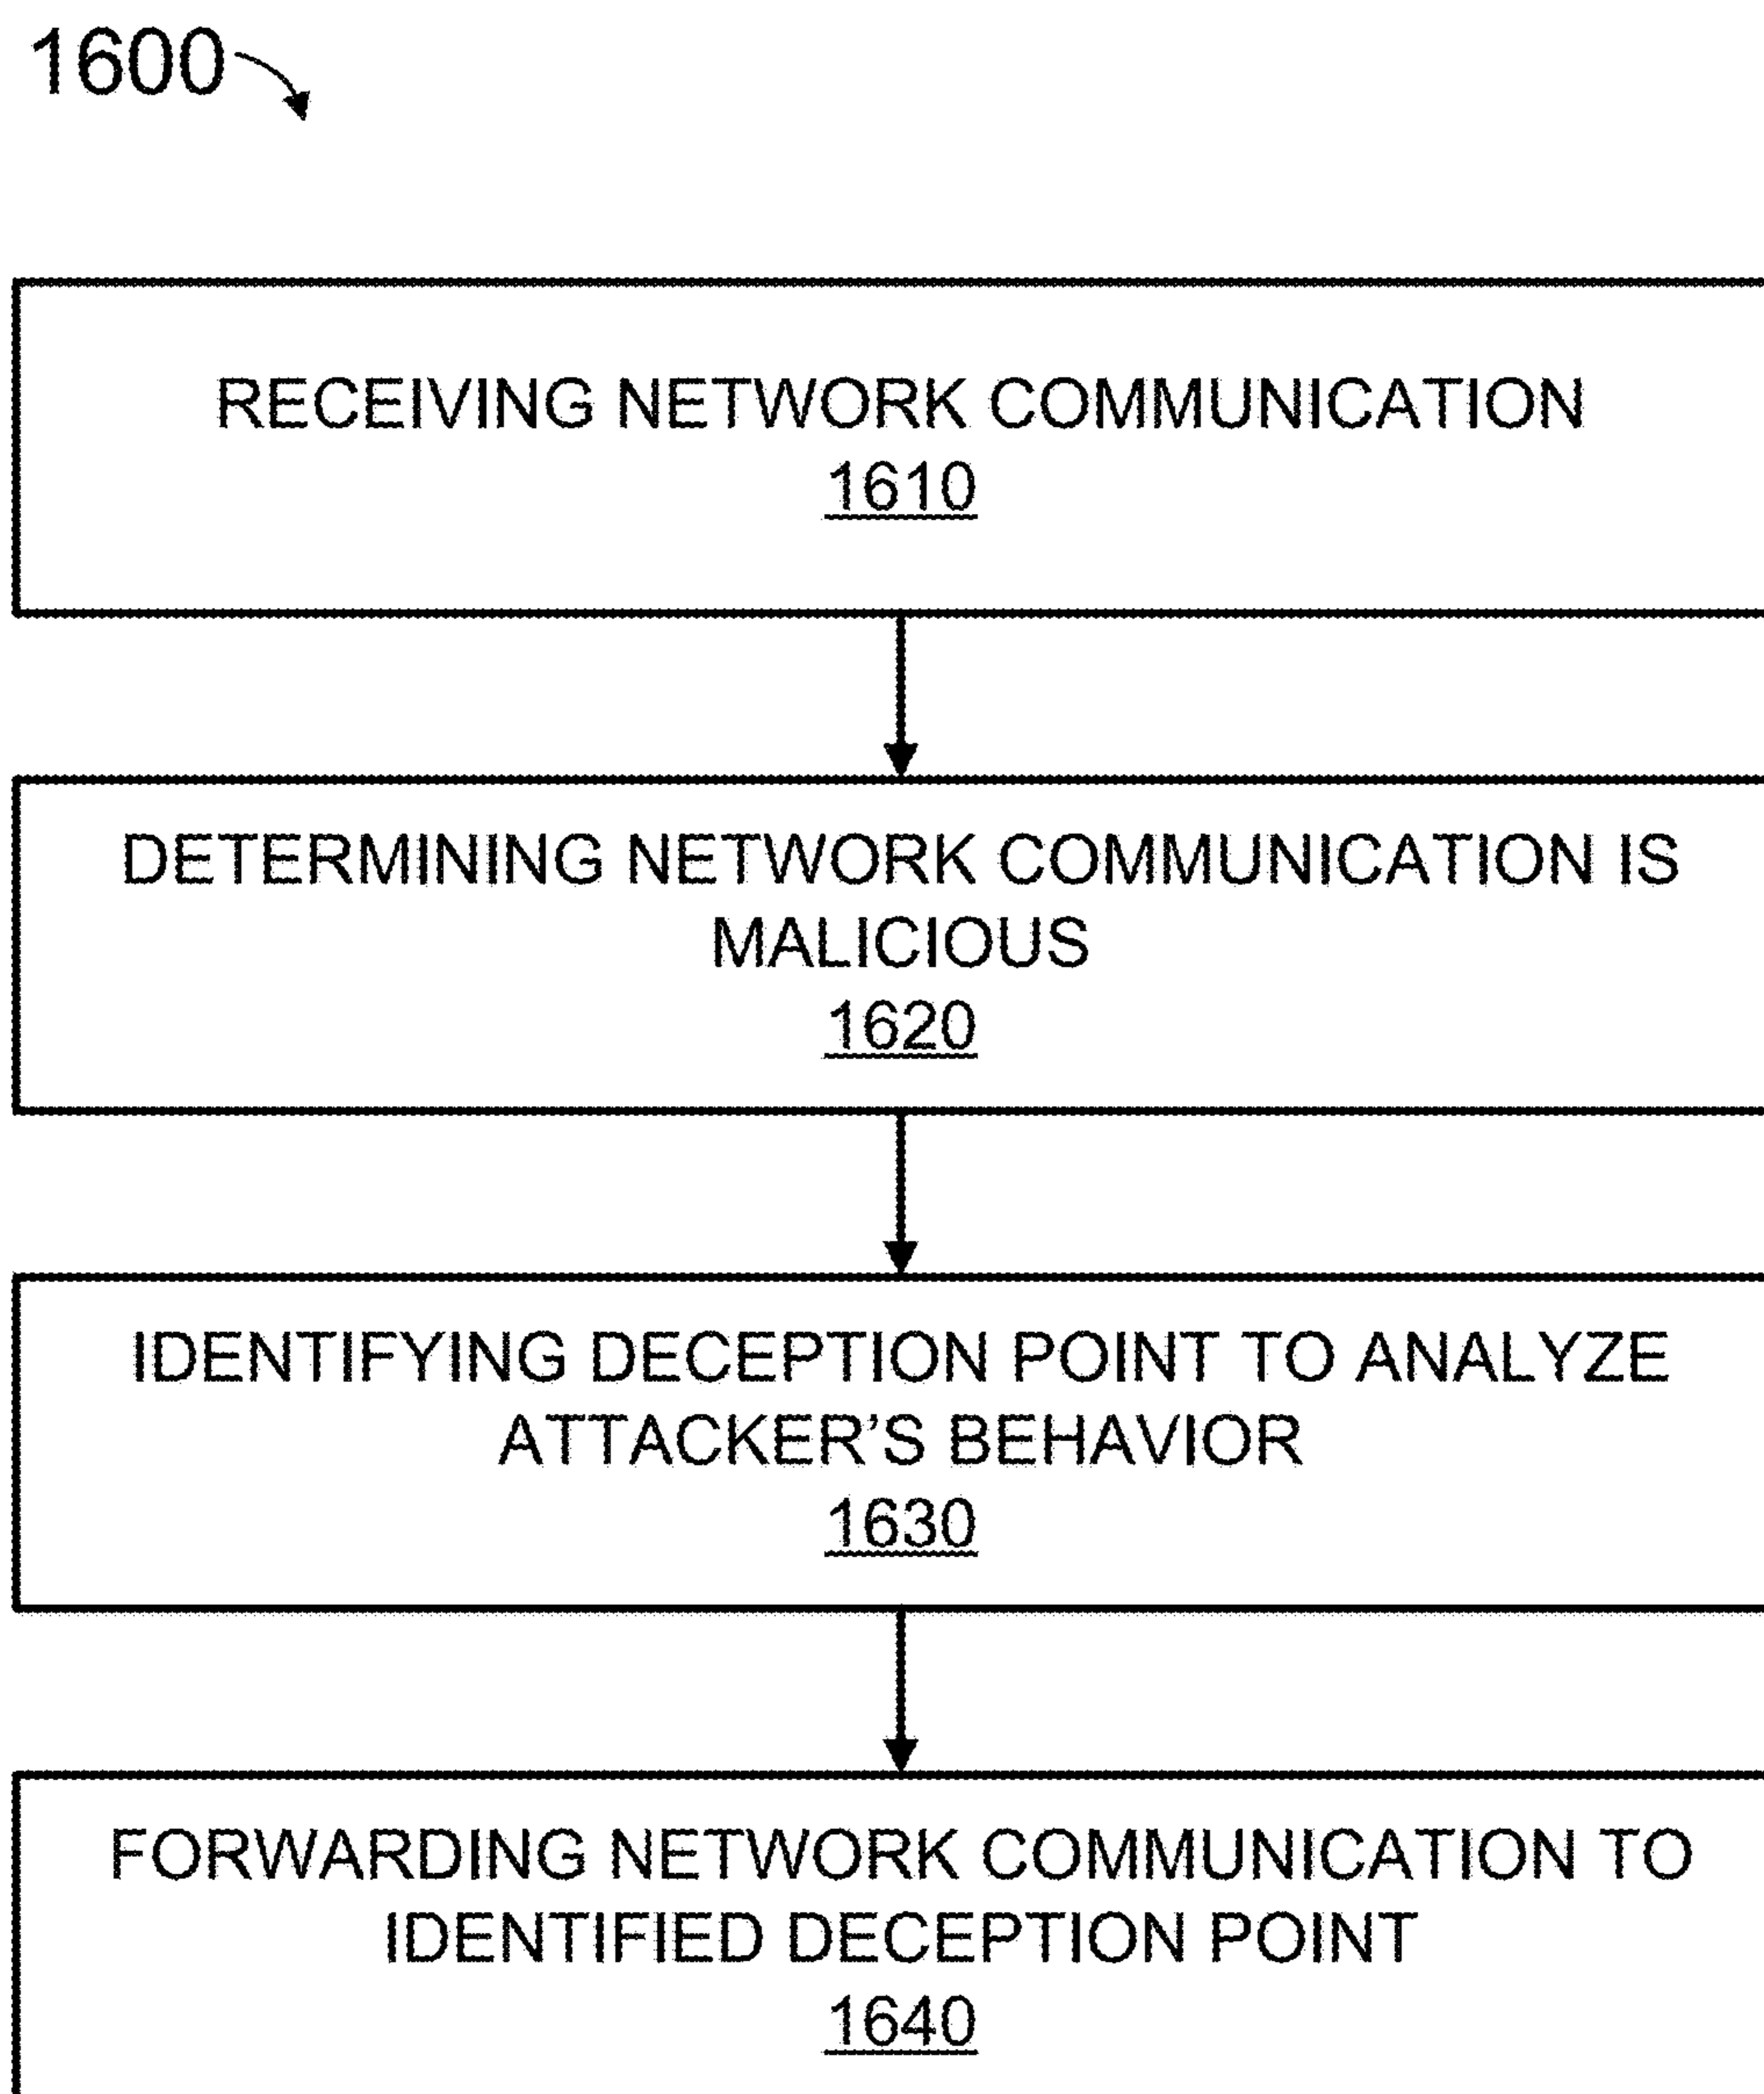 1600
RECEIVING NETWORK COMMUNICATION
1610
DETERMINING NETWORK COMMUNICATION IS
MALICIOUS
1620
IDENTIFYING DECEPTION POINT TO ANALYZE
ATTACKER’S BEHAVIOR
1630
FORWARDING NETWORK COMMUNICATION TO
IDENTIFIED DECEPTION POINT
1640